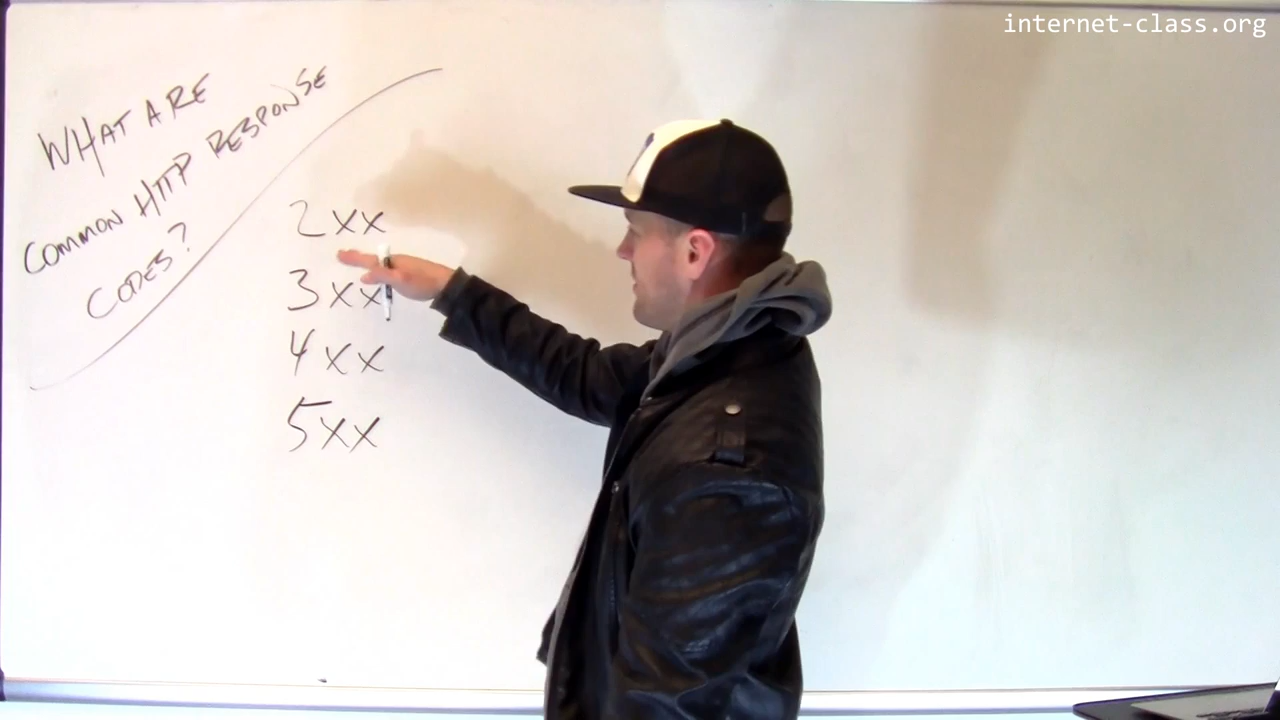 internet-class.org
WHAT ARE
COMMON HTTP RESPONSE
CODES?
2xx
3xx
4xx
5xx